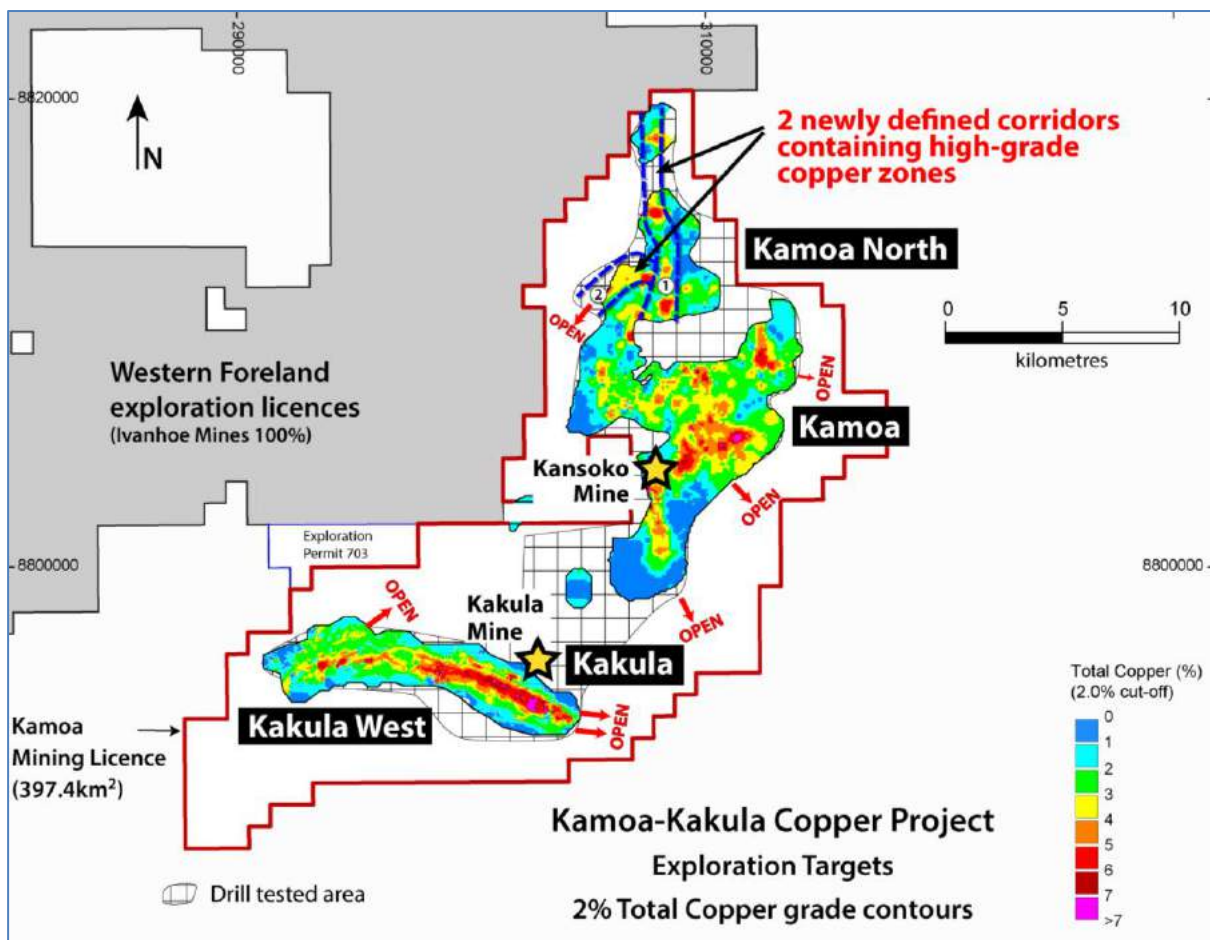 290000
310000
8820000
N
2 newly defined corridors
containing high-grade
copper zones
Kamoa North
1
2
OPEN
0 5 10
kilometres
Western Foreland
exploration licences
(Ivanhoe Mines 100%)
OPEN
Kamoa
Kansoko
Mine
OPEN
Exploration
Permit 703
8800000
8800000
OPEN
Kakula
Mine
OPEN
Kakula
Kakula West
OPEN
Kamoa
Mining Licence
(397.4km²)
Total Copper (%)
(2.0% cut-off)
0
1
2
3
4
5
6
7
>7
Kamoa-Kakula Copper Project
Exploration Targets
2% Total Copper grade contours
Drill tested area